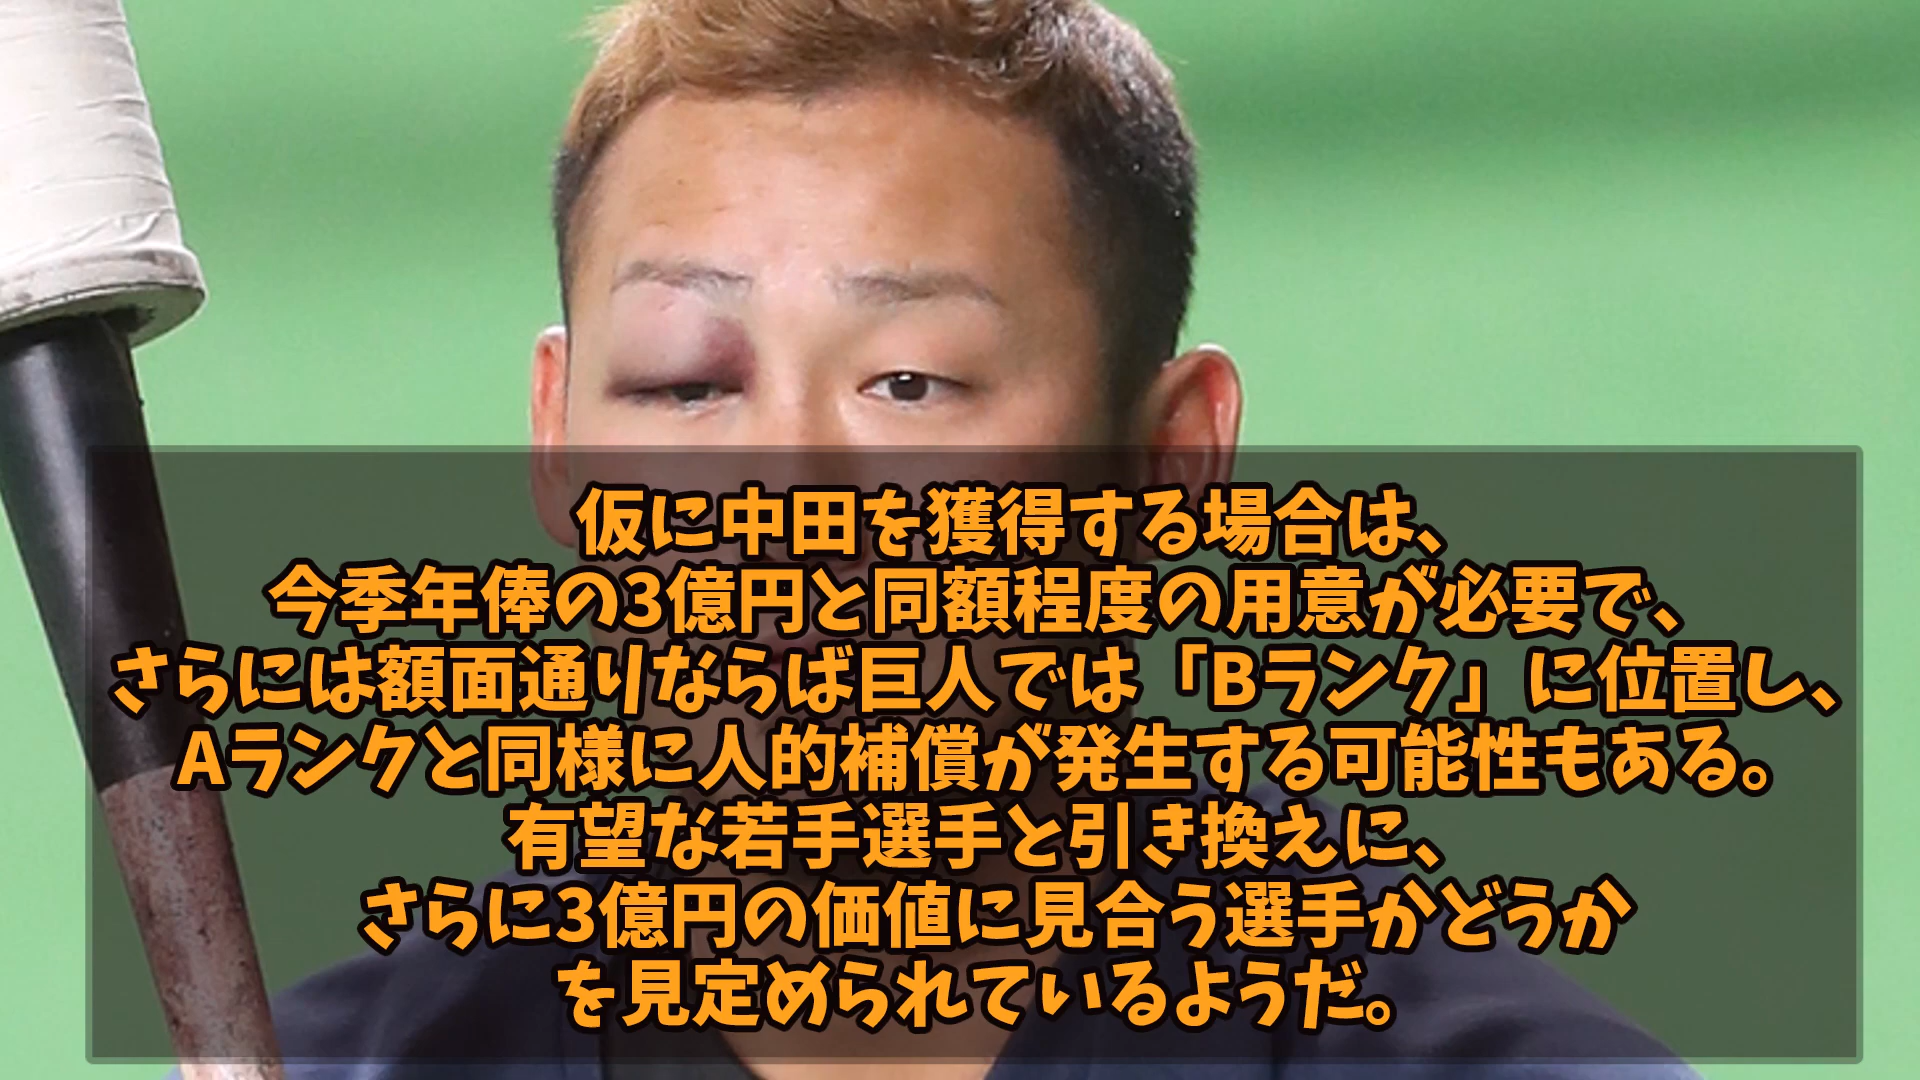 仮に中田を獲得する場合は、
今季年俸の3億円と同額程度の用意が必要で、
さらには額面通りならば巨人では「Bランク」に位置し、
Aランクと同様に人的補償が発生する可能性もある。
有望な若手選手と引き換えに、
さらに3億円の価値に見合う選手かどうか
を見定められているようだ。